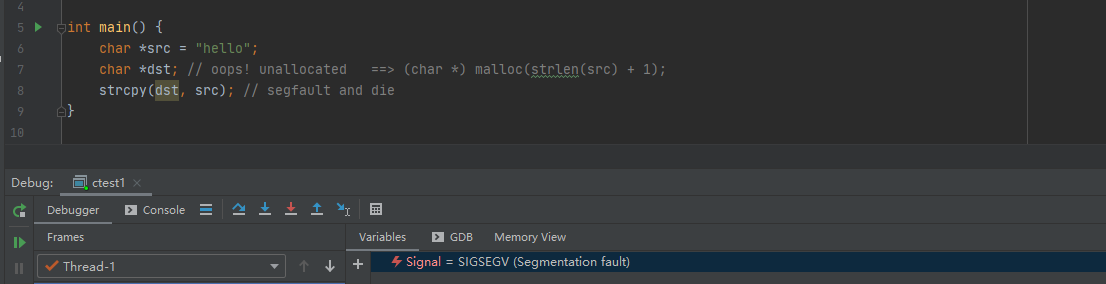 4
5 int main() {
6 char *src = "hello";
7 char *dst; // oops! unallocated ==> (char *) malloc(strlen(src) + 1);
8 strcpy(dst, src); // segfault and die
9 }
10
Debug: ctest1
Debugger Console
Frames Variables GDB Memory View
Thread-1 Signal = SIGSEGV (Segmentation fault)